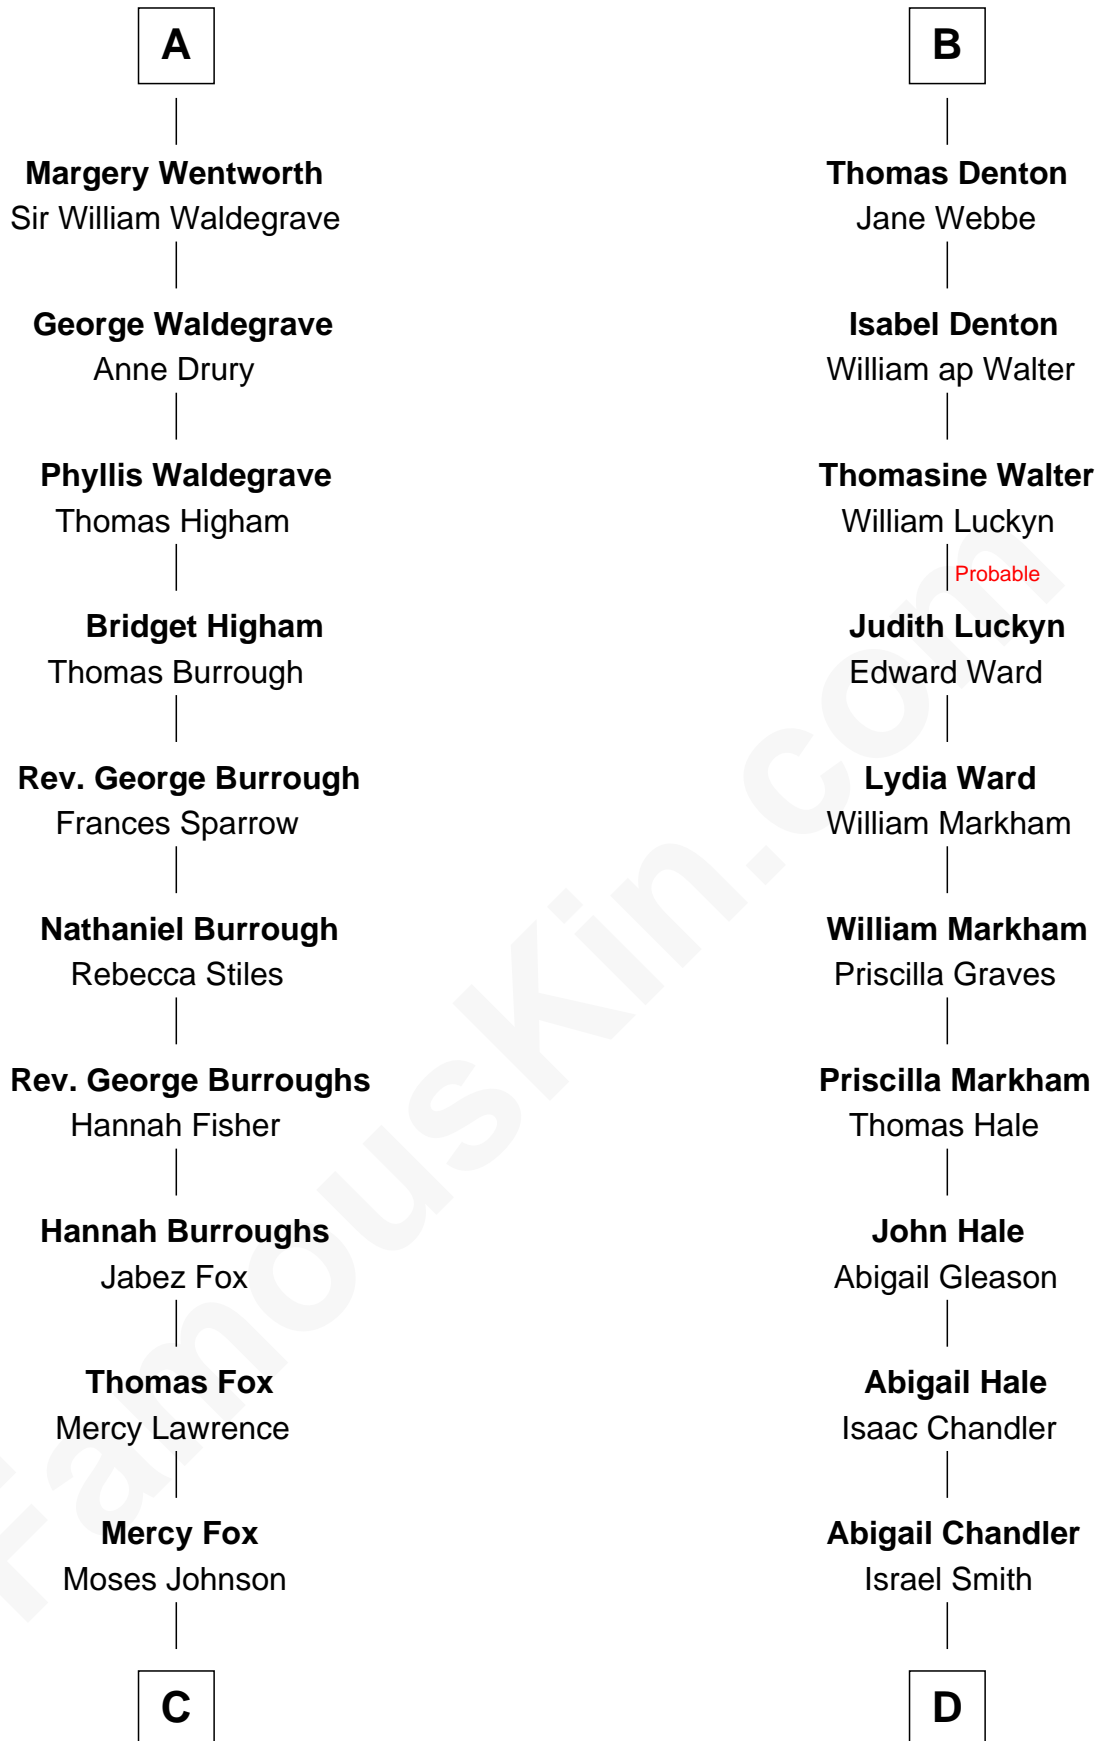 A
Margery Wentworth
Sir William Waldegrave
George Waldegrave
Anne Drury
Phyllis Waldegrave
Thomas Higham
Bridget Higham
Thomas Burrough
Rev. George Burrough
Frances Sparrow
Nathaniel Burrough
Rebecca Stiles
Rev. George Burroughs
Hannah Fisher
Hannah Burroughs
Jabez Fox
Thomas Fox
Mercy Lawrence
Mercy Fox
Moses Johnson
C
B
Thomas Denton
Jane Webbe
Isabel Denton
William ap Walter
Thomasine Walter
William Luckyn
Probable
Judith Luckyn
Edward Ward
Lydia Ward
William Markham
William Markham
Priscilla Graves
Priscilla Markham
Thomas Hale
John Hale
Abigail Gleason
Abigail Hale
Isaac Chandler
Abigail Chandler
Israel Smith
D
FamousKin.com